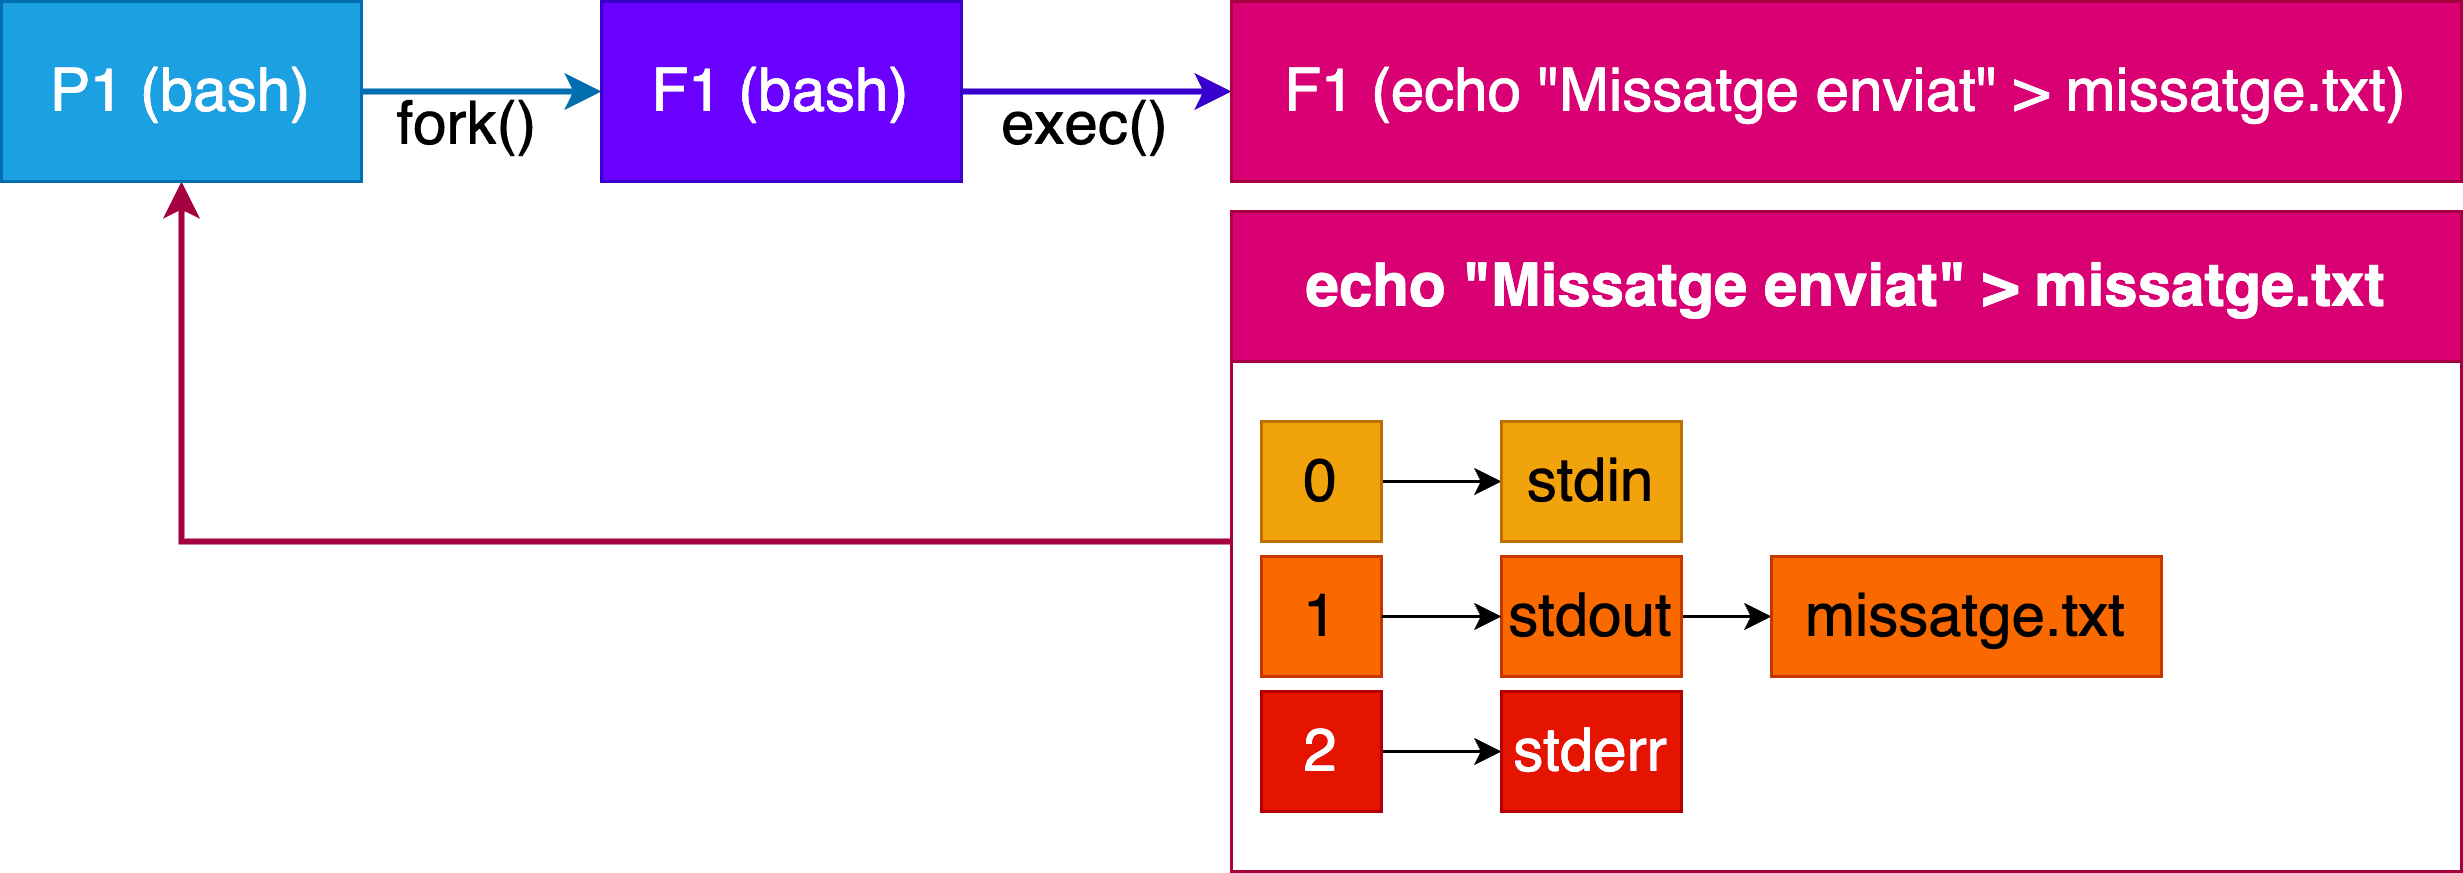 P1 (bash)
fork()
F1 (bash)
exec()
F1 (echo "Missatge enviat" > missatge.txt)
echo "Missatge enviat" > missatge.txt
0
stdin
1
stdout
missatge.txt
2
stderr